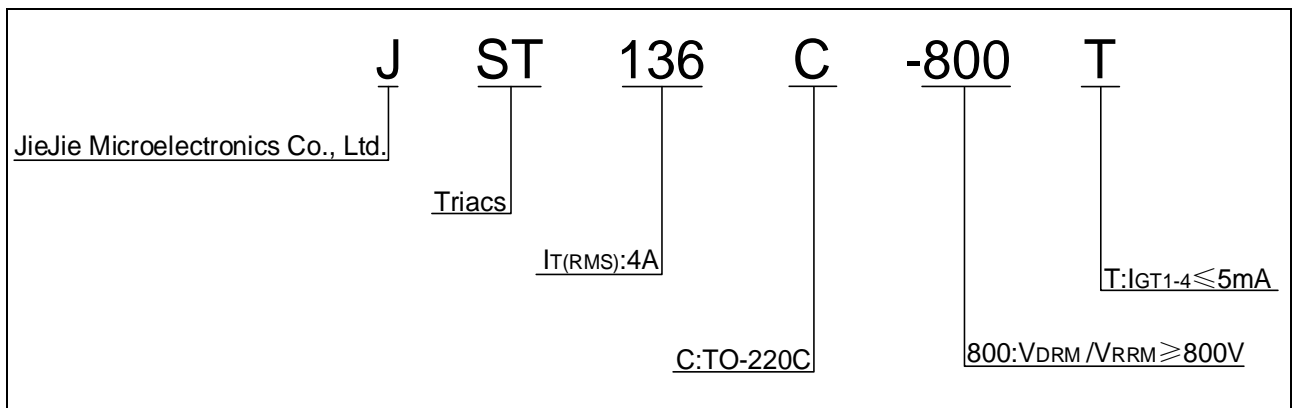 J ST 136 C -800 T
JieJie Microelectronics Co., Ltd.
Triacs
IT(RMS):4A
T:IGT1-4≤5mA
C:TO-220C
800:VDRM/VRRM≥800V